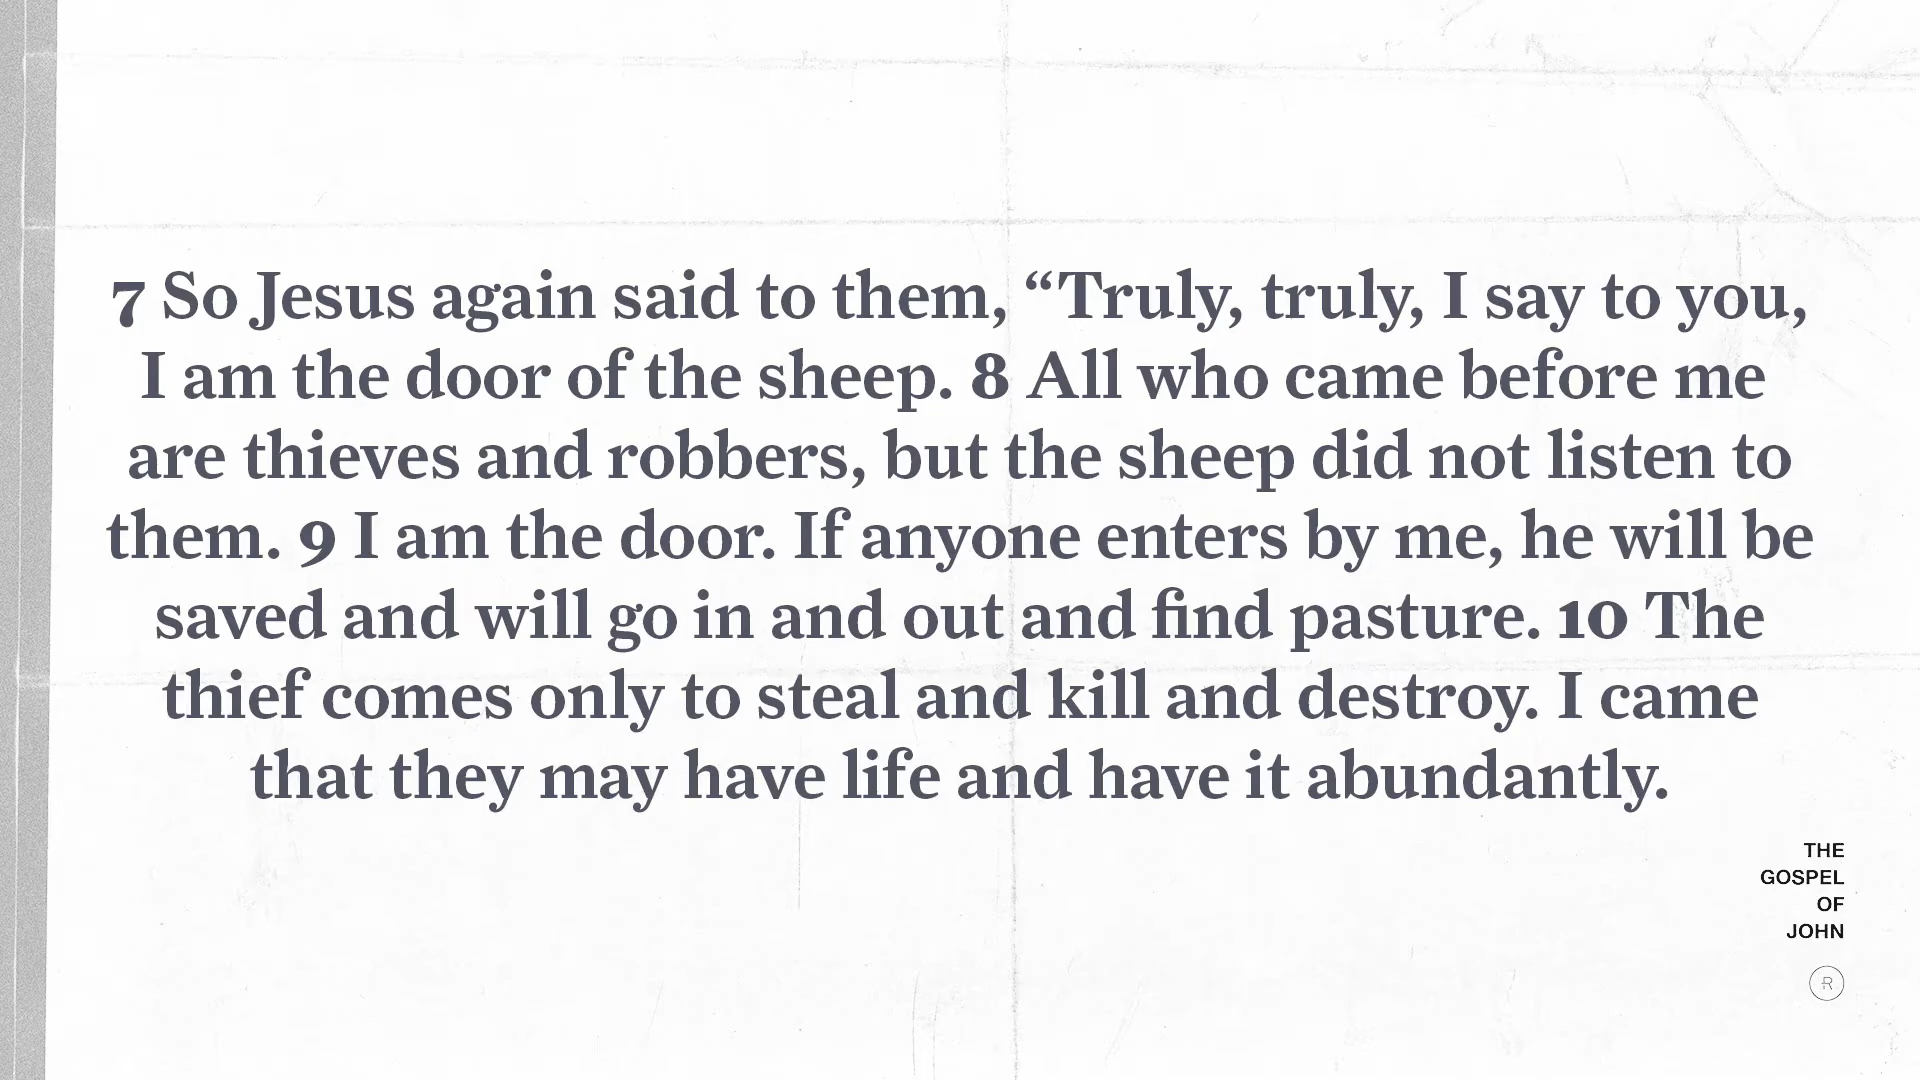 7 So Jesus again said to them, “Truly, truly, I say to you,
I am the door of the sheep. 8 All who came before me
are thieves and robbers, but the sheep did not listen to
them. 9 I am the door. If anyone enters by me, he will be
saved and will go in and out and find pasture. 10 The
thief comes only to steal and kill and destroy. I came
that they may have life and have it abundantly.
THE
GOSPEL
OF
JOHN
R